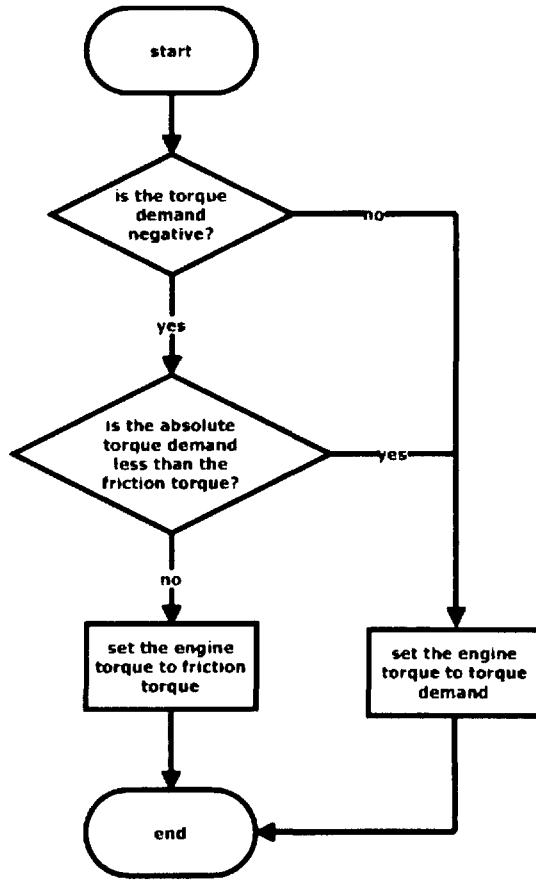 start
is the torque
demand
negative?
no
yes
is the absolute
torque demand
less than the
friction torque?
yes
no
set the engine
torque to friction
torque
set the engine
torque to torque
demand
end